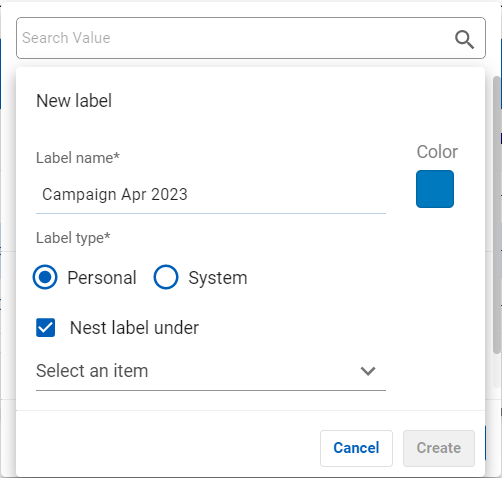 Search Value
New label
Label name*
Color
Campaign Apr 2023
Label type*
Personal
System
Nest label under
Select an item
Cancel
Create